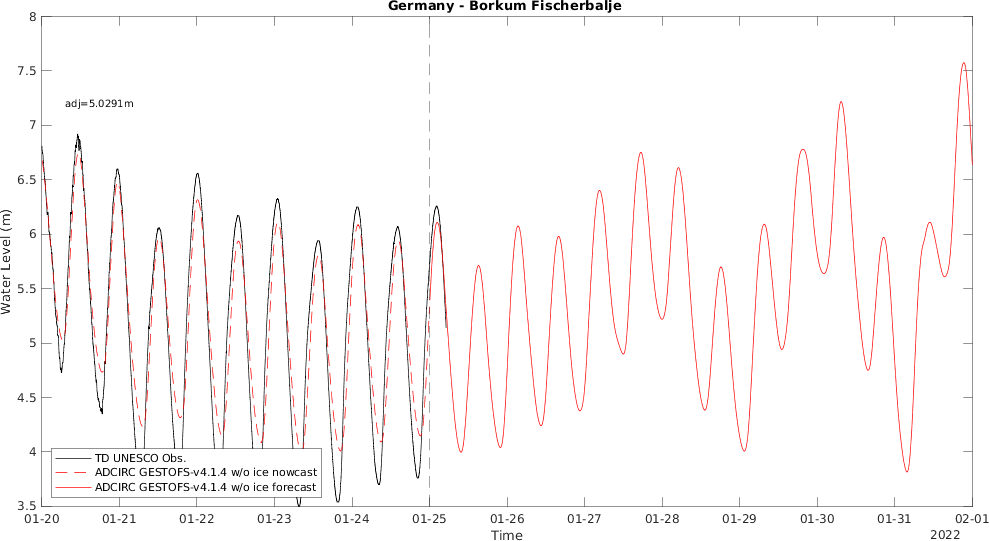 Germany - Borkum Fischerbalje
8
7.5
7
6.5
6
5.5
5
4.5
4
3.5
Water Level (m)
adj=5.0291m
TD UNESCO Obs.
ADCIRC GESTOFS-v4.1.4 w/o ice nowcast
ADCIRC GESTOFS-v4.1.4 w/o ice forecast
01-20 01-21 01-22 01-23 01-24 01-25 01-26 01-27 01-28 01-29 01-30 01-31 02-01
Time
2022